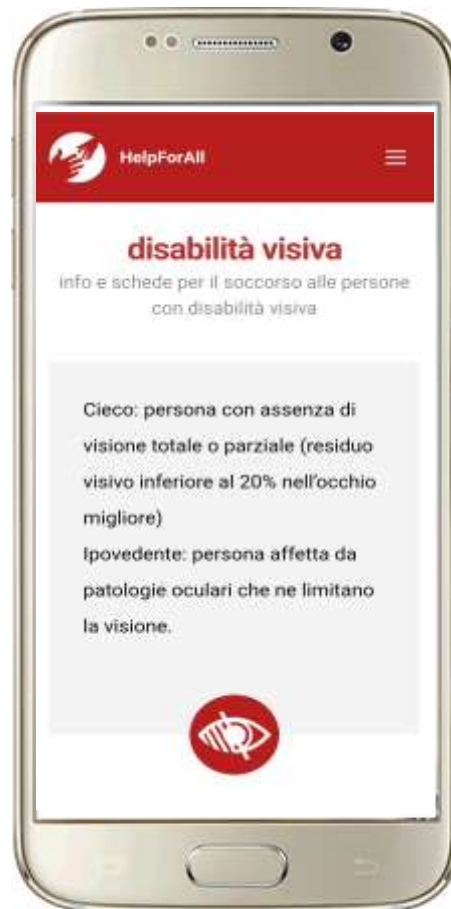 HelpForAll
disabilità visiva
info e schede per il soccorso alle persone
con disabilità visiva
Cieco: persona con assenza di
visione totale o parziale (residuo
visivo inferiore al 20% nell'occhio
migliore)
Ipovedente: persona affetta da
patologie oculari che ne limitano
la visione.